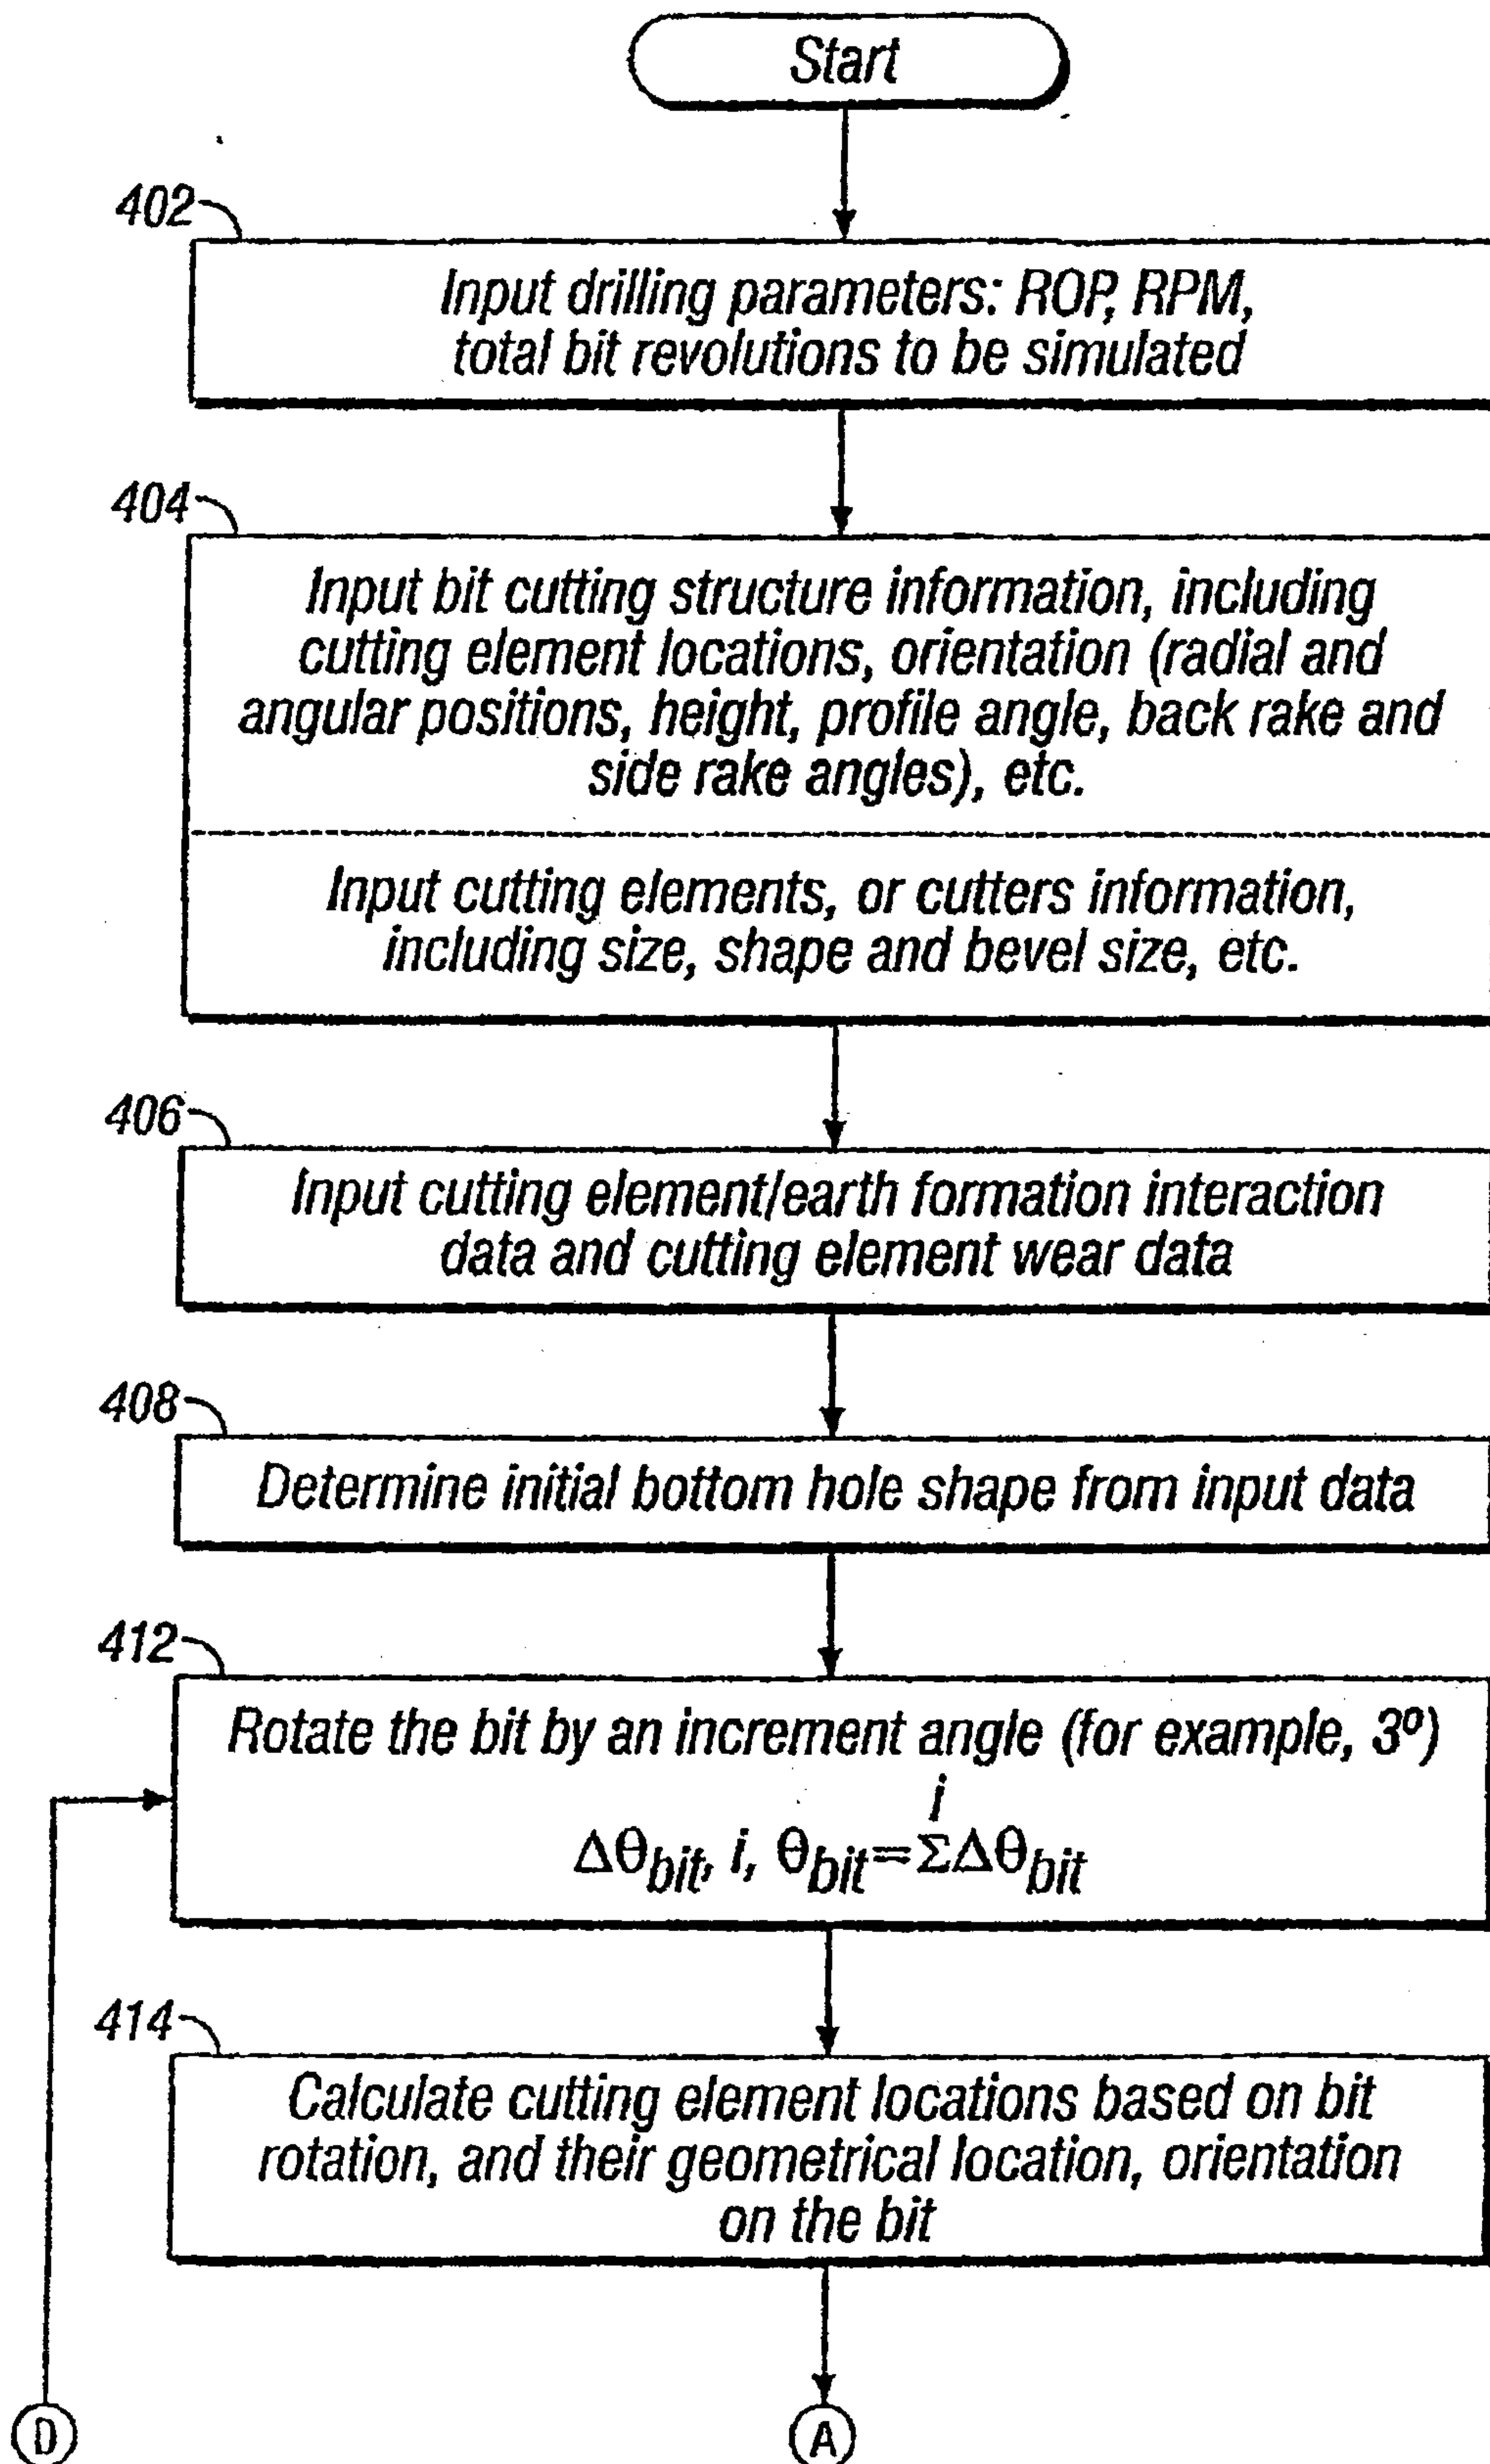 Start
402
Input drilling parameters: ROP, RPM,
total bit revolutions to be simulated
404
Input bit cutting structure information, including
cutting element locations, orientation (radial and
angular positions, height, profile angle, back rake and
side rake angles), etc.
Input cutting elements, or cutters information,
including size, shape and bevel size, etc.
406
Input cutting element/earth formation interaction
data and cutting element wear data
408
Determine initial bottom hole shape from input data
412
Rotate the bit by an increment angle (for example, 3º)
i
Δθbit, i, θbit=ΣΔθbit
414
Calculate cutting element locations based on bit
rotation, and their geometrical location, orientation
on the bit
D
A